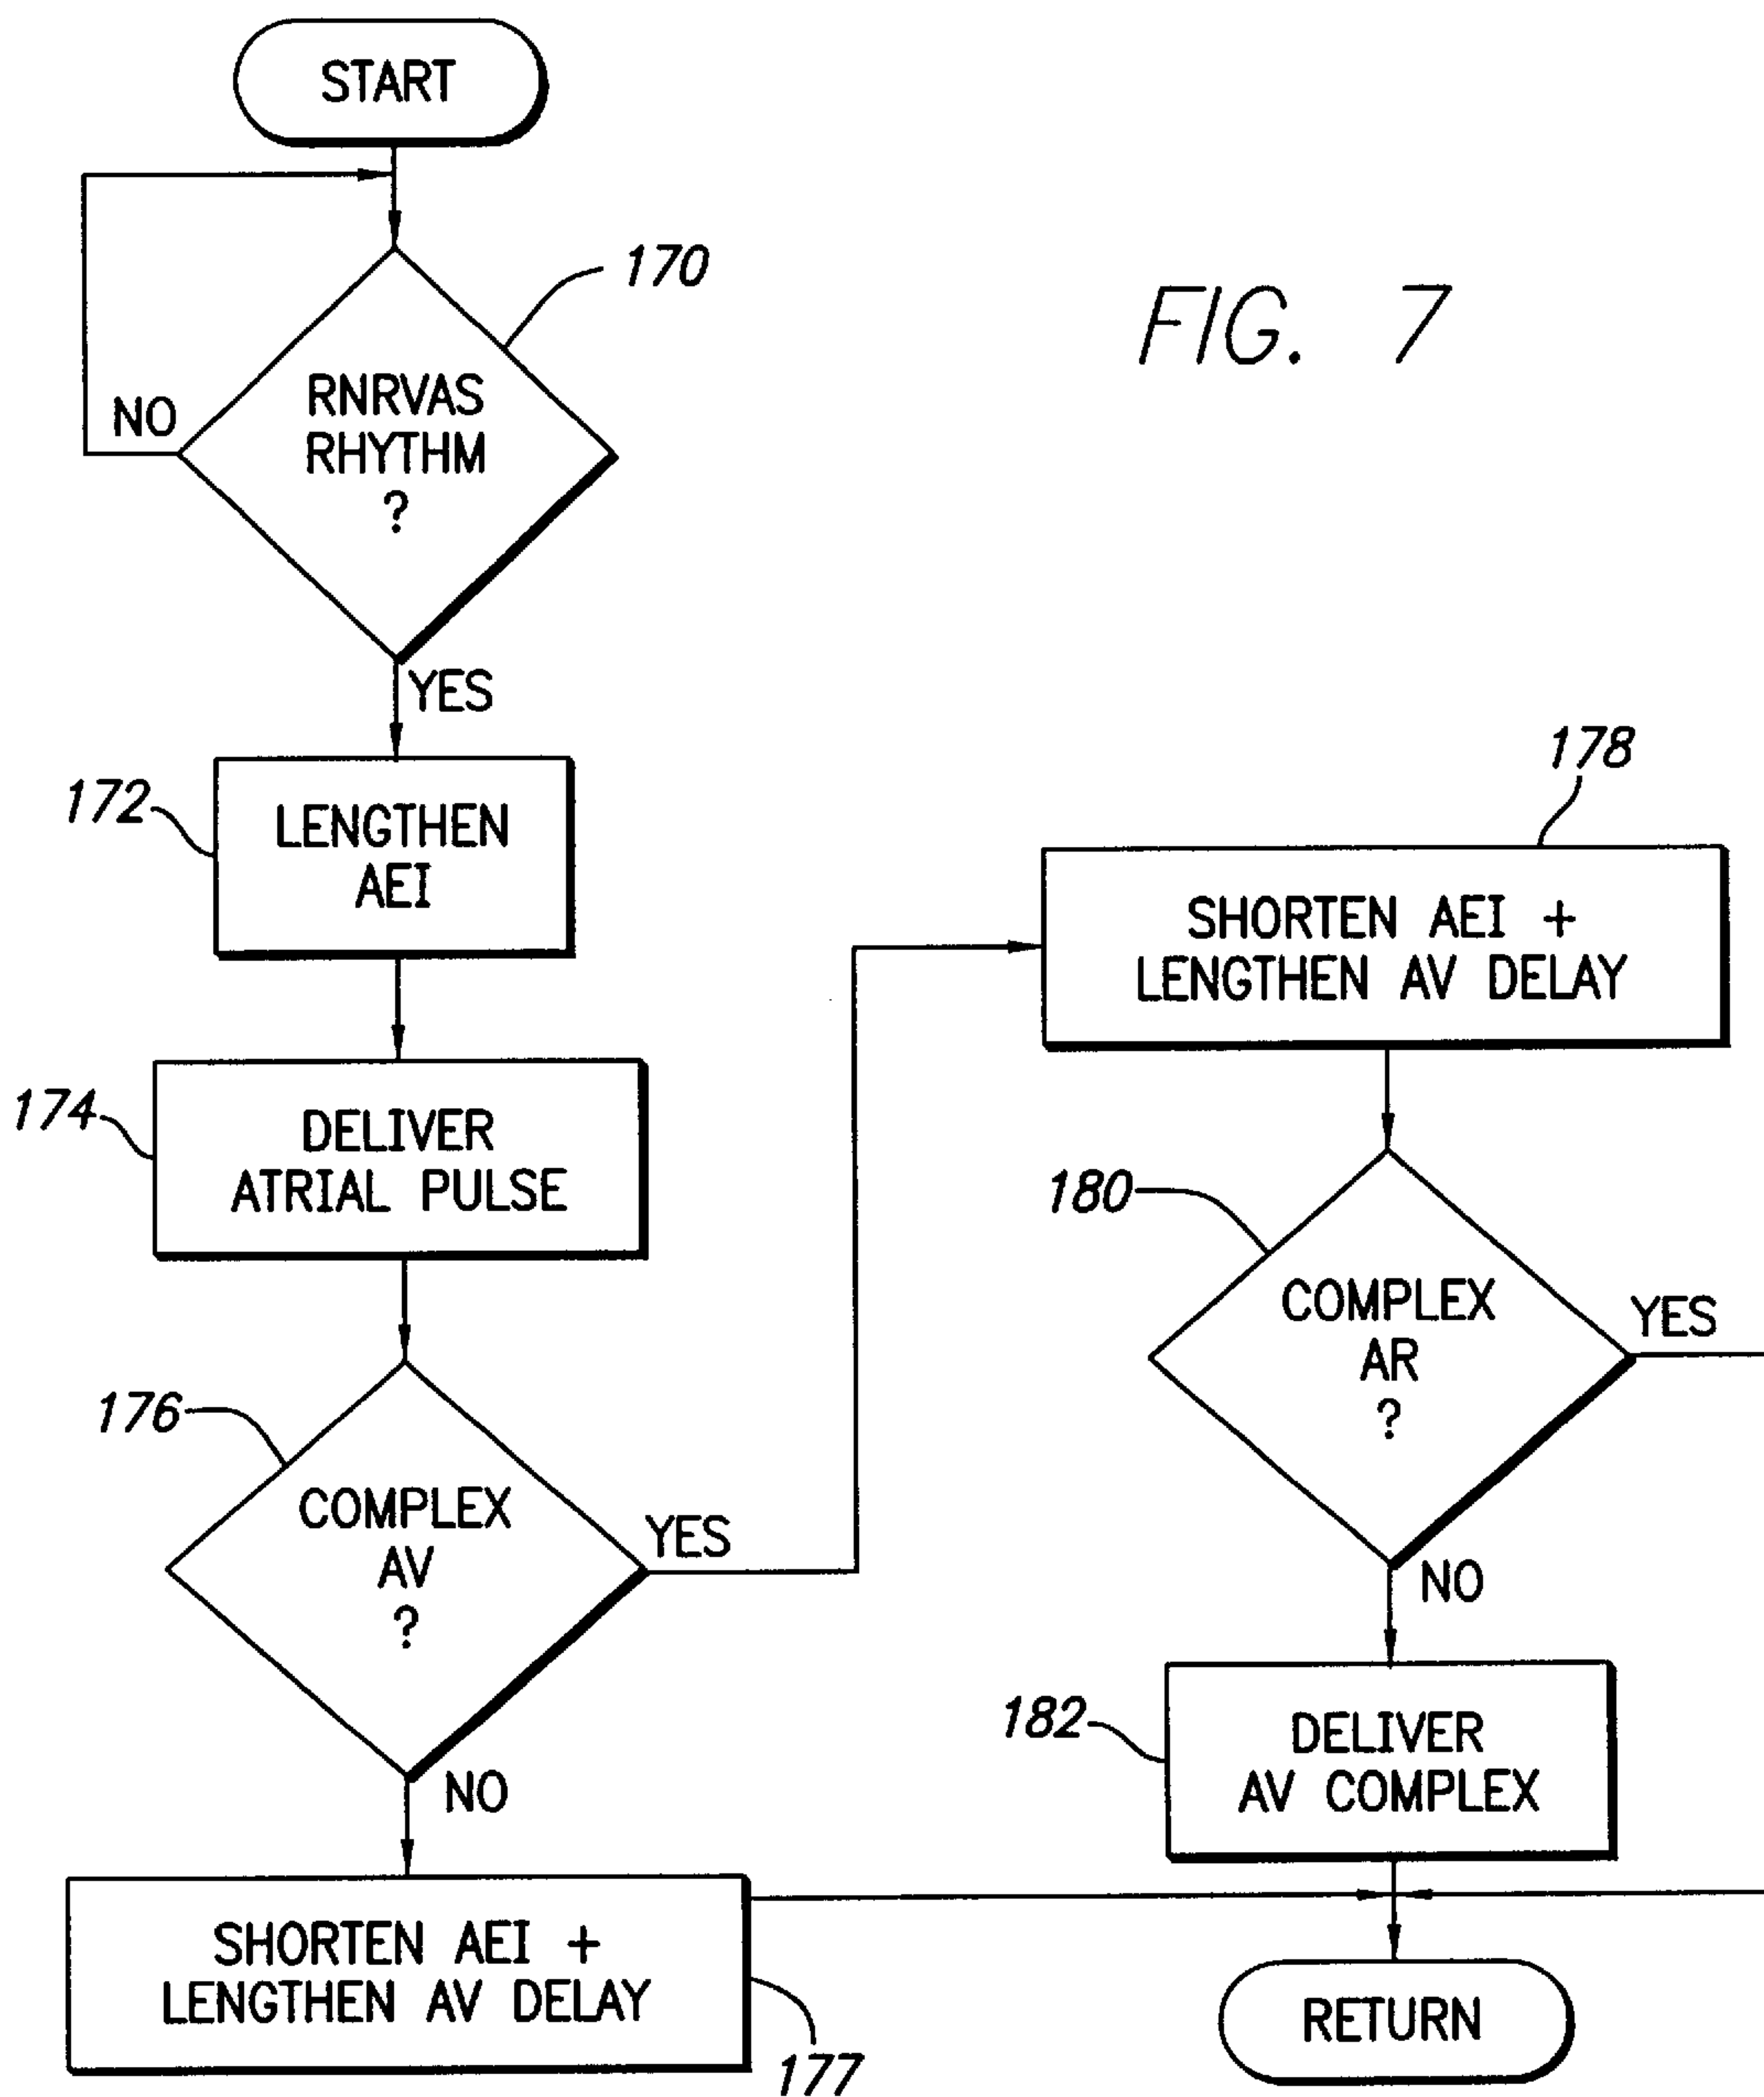 START
FIG. 7
170
RNRVAS
RHYTHM
?
NO
YES
172
LENGTHEN
AEI
174
DELIVER
ATRIAL PULSE
176
COMPLEX
AV
?
YES
NO
SHORTEN AEI +
LENGTHEN AV DELAY
177
178
SHORTEN AEI +
LENGTHEN AV DELAY
180
COMPLEX
AR
?
YES
NO
182
DELIVER
AV COMPLEX
RETURN